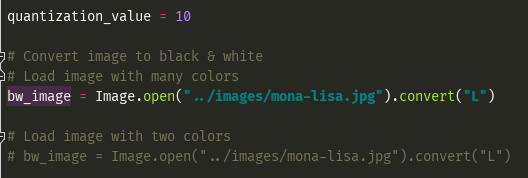 quantization_value = 10
# Convert image to black & white
# Load image with many colors
bw_image = Image.open("../images/mona-lisa.jpg").convert("L")
# Load image with two colors
# bw_image = Image.open("../images/mona-lisa.jpg").convert("L")